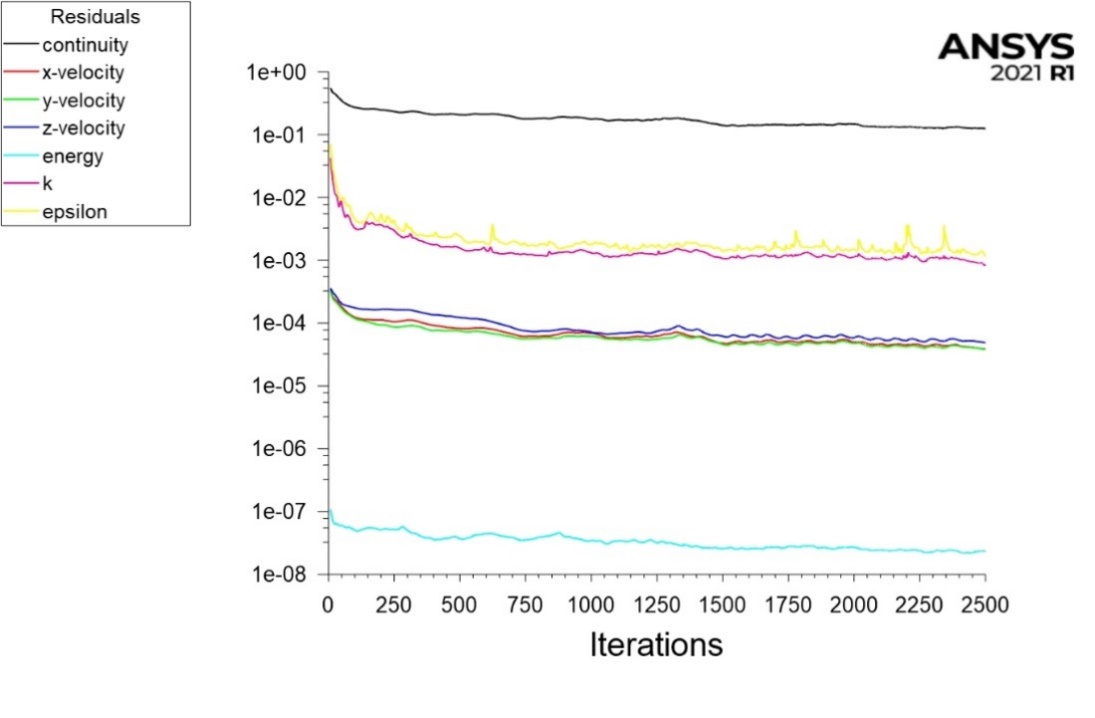 Residuals
continuity
x-velocity
y-velocity
z-velocity
energy
k
epsilon
ANSYS
2021 R1
1e+00
1e-01
1e-02
1e-03
1e-04
1e-05
1e-06
1e-07
1e-08
0 250 500 750 1000 1250 1500 1750 2000 2250 2500
Iterations